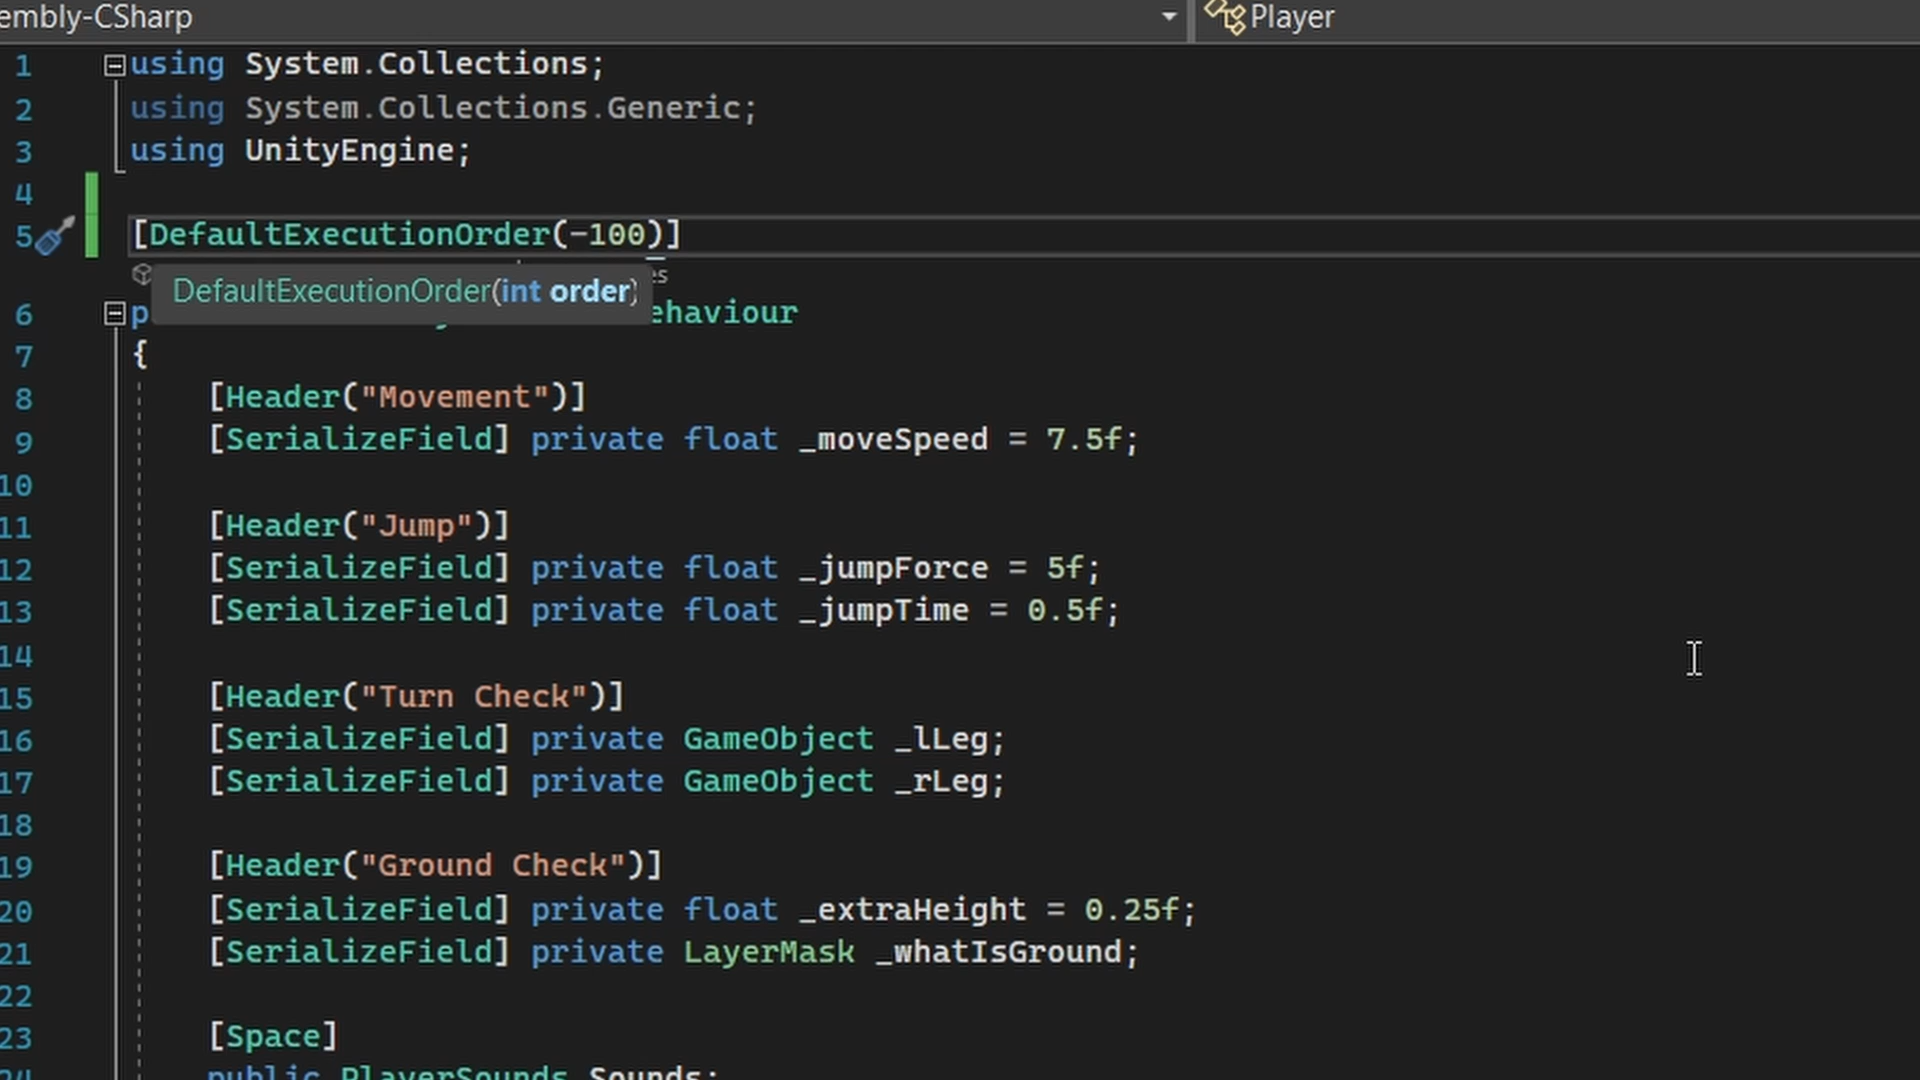 embly-CSharp
Player
1 using System.Collections;
2 using System.Collections.Generic;
3 using UnityEngine;
4
5 [DefaultExecutionOrder(-100)]
DefaultExecutionOrder(int order)
6 p ehaviour
7 {
8 [Header("Movement")]
9 [SerializeField] private float _moveSpeed = 7.5f;
10
11 [Header("Jump")]
12 [SerializeField] private float _jumpForce = 5f;
13 [SerializeField] private float _jumpTime = 0.5f;
14
15 [Header("Turn Check")]
16 [SerializeField] private GameObject _lLeg;
17 [SerializeField] private GameObject _rLeg;
18
19 [Header("Ground Check")]
20 [SerializeField] private float _extraHeight = 0.25f;
21 [SerializeField] private LayerMask _whatIsGround;
22
23 [Space]
24 public PlayerSounds Sounds;